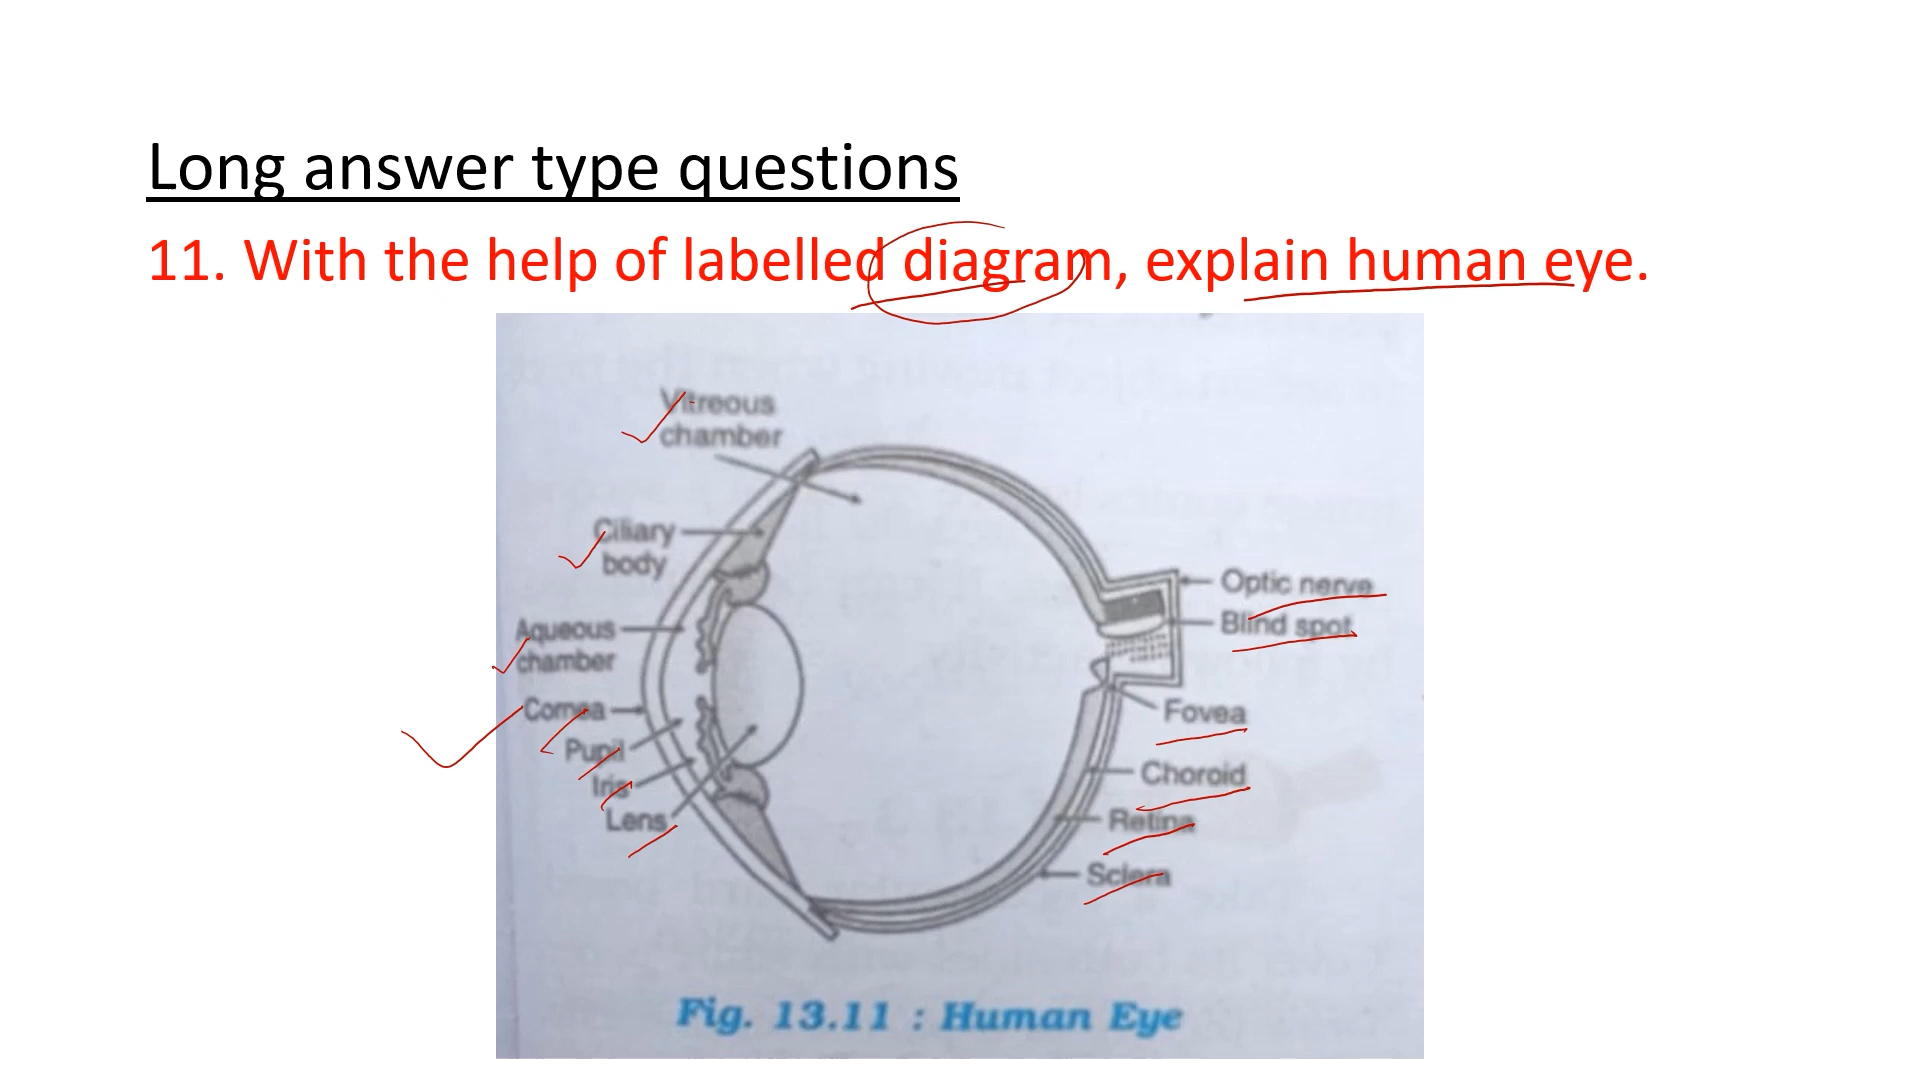 Long answer type questions
11. With the help of labelled diagram, explain human eye.
Vitreous
chamber
Ciliary
body
Aqueous
chamber
Cornea
Pupil
Iris
Lens
Optic nerve
Blind spot
Fovea
Choroid
Retina
Sclera
Fig. 13.11 : Human Eye